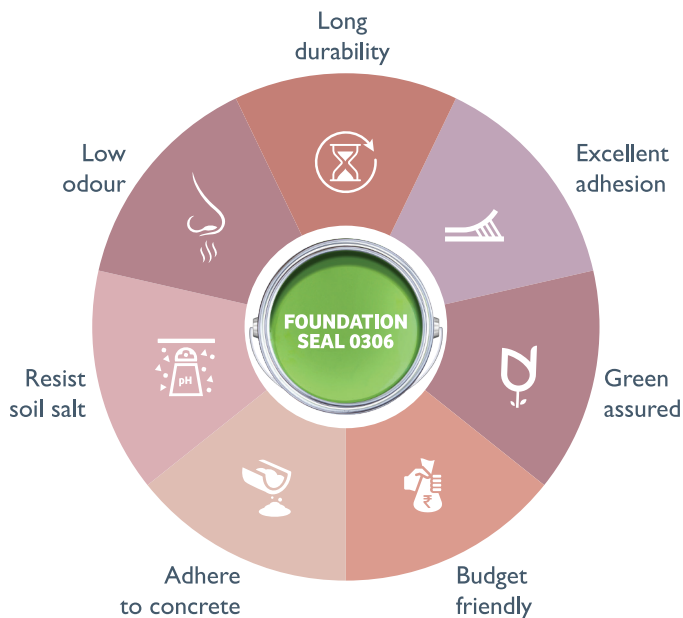 Long
durability
Excellent
adhesion
Green
assured
Budget
friendly
Adhere
to concrete
Resist
soil salt
Low
odour
FOUNDATION
SEAL 0306
pH
₹